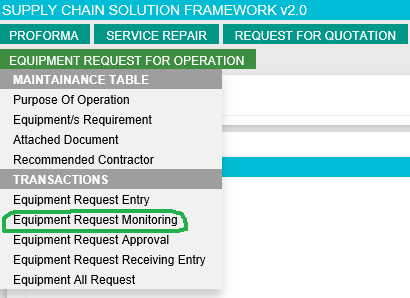 SUPPLY CHAIN SOLUTION FRAMEWORK v2.0
PROFORMA SERVICE REPAIR REQUEST FOR QUOTATION
EQUIPMENT REQUEST FOR OPERATION
MAINTAINANCE TABLE
Purpose Of Operation
Equipment/s Requirement
Attached Document
Recommended Contractor
TRANSACTIONS
Equipment Request Entry
Equipment Request Monitoring
Equipment Request Approval
Equipment Request Receiving Entry
Equipment All Request